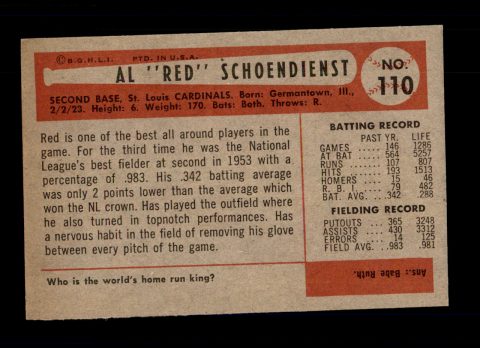 © B.G.H.L.I. PTD. IN U.S.A.
AL "RED" SCHOENDIENST
NO.
110
SECOND BASE, St. Louis CARDINALS. Born: Germantown, Ill.,
2/2/23. Height: 6. Weight: 170. Bats: Both. Throws: R.
Red is one of the best all around players in the
game. For the third time he was the National
League's best fielder at second in 1953 with a
percentage of .983. His .342 batting average
was only 2 points lower than the average which
won the NL crown. Has played the outfield where
he also turned in topnotch performances. Has
a nervous habit in the field of removing his glove
between every pitch of the game.
Who is the world's home run king?
BATTING RECORD
PAST YR. LIFE
GAMES . . . . 146 1286
AT BAT . . . . 564 5257
RUNS . . . . 107 807
HITS . . . . 193 1513
HOMERS . . . . 15 46
R. B. I. . . . . 79 482
BAT. AVG. . . .342 .288
FIELDING RECORD
PUTOUTS . . 365 3248
ASSISTS . . 430 3312
ERRORS . . . 14 125
FIELD AVG. . .983 .981
Ans.: Babe Ruth.